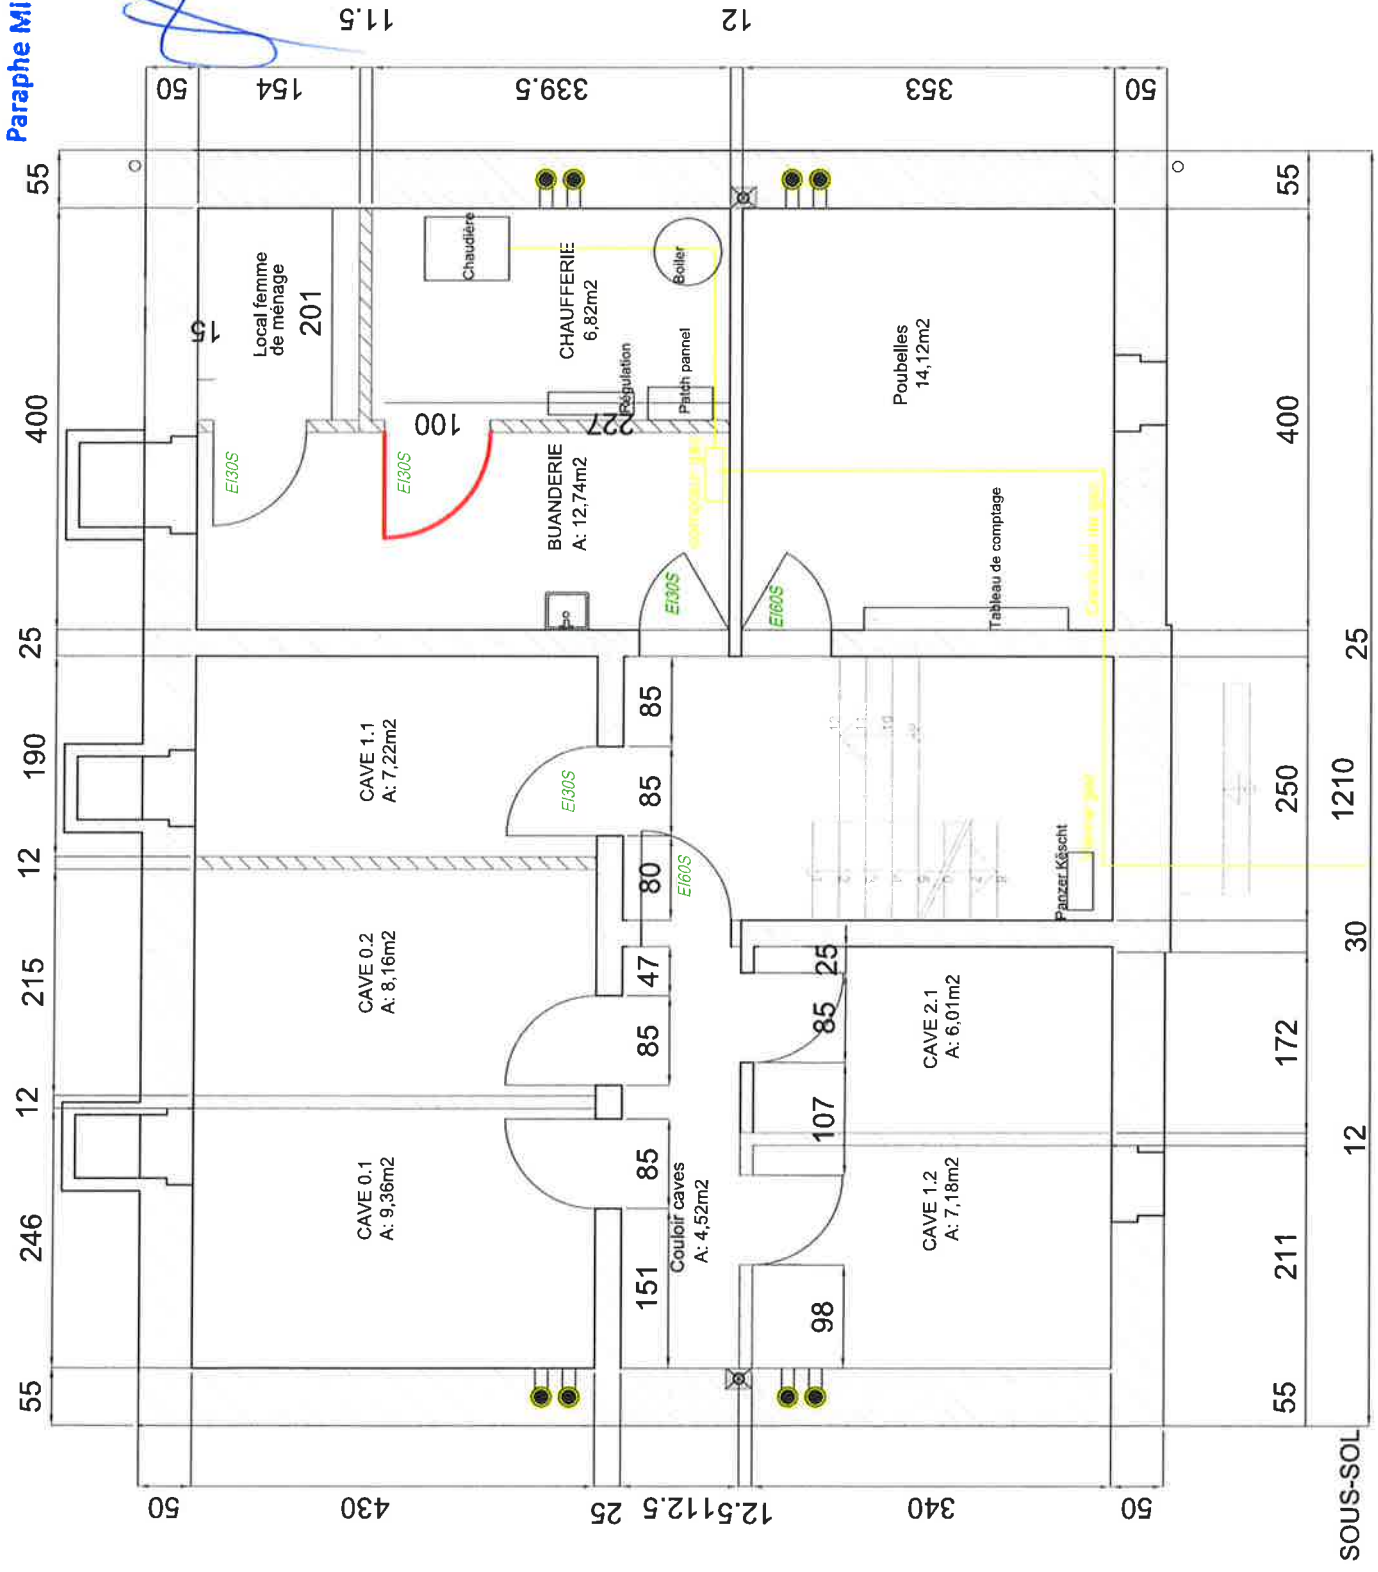 Paraphe Mi
11.5
12
50
154
339.5
353
50
55
400
25
190
12
215
12
246
55
Local femme
de ménage
201
15
Chaudière
CHAUFFERIE
6,82m2
Boiler
Régulation
Patch pannel
227
100
EI30S
EI30S
BUANDERIE
A: 12,74m2
EI30S
Poubelles
14,12m2
Tableau de comptage
EI60S
CAVE 1.1
A: 7,22m2
EI30S
85
85
80
EI60S
47
85
85
151
CAVE 0.2
A: 8,16m2
CAVE 0.1
A: 9,36m2
Couloir caves
A: 4,52m2
Panzer Këscht
25
85
107
98
CAVE 2.1
A: 6,01m2
CAVE 1.2
A: 7,18m2
55
400
25
250
1210
30
172
12
211
55
50
430
25
112.5
12.5
340
50
SOUS-SOL